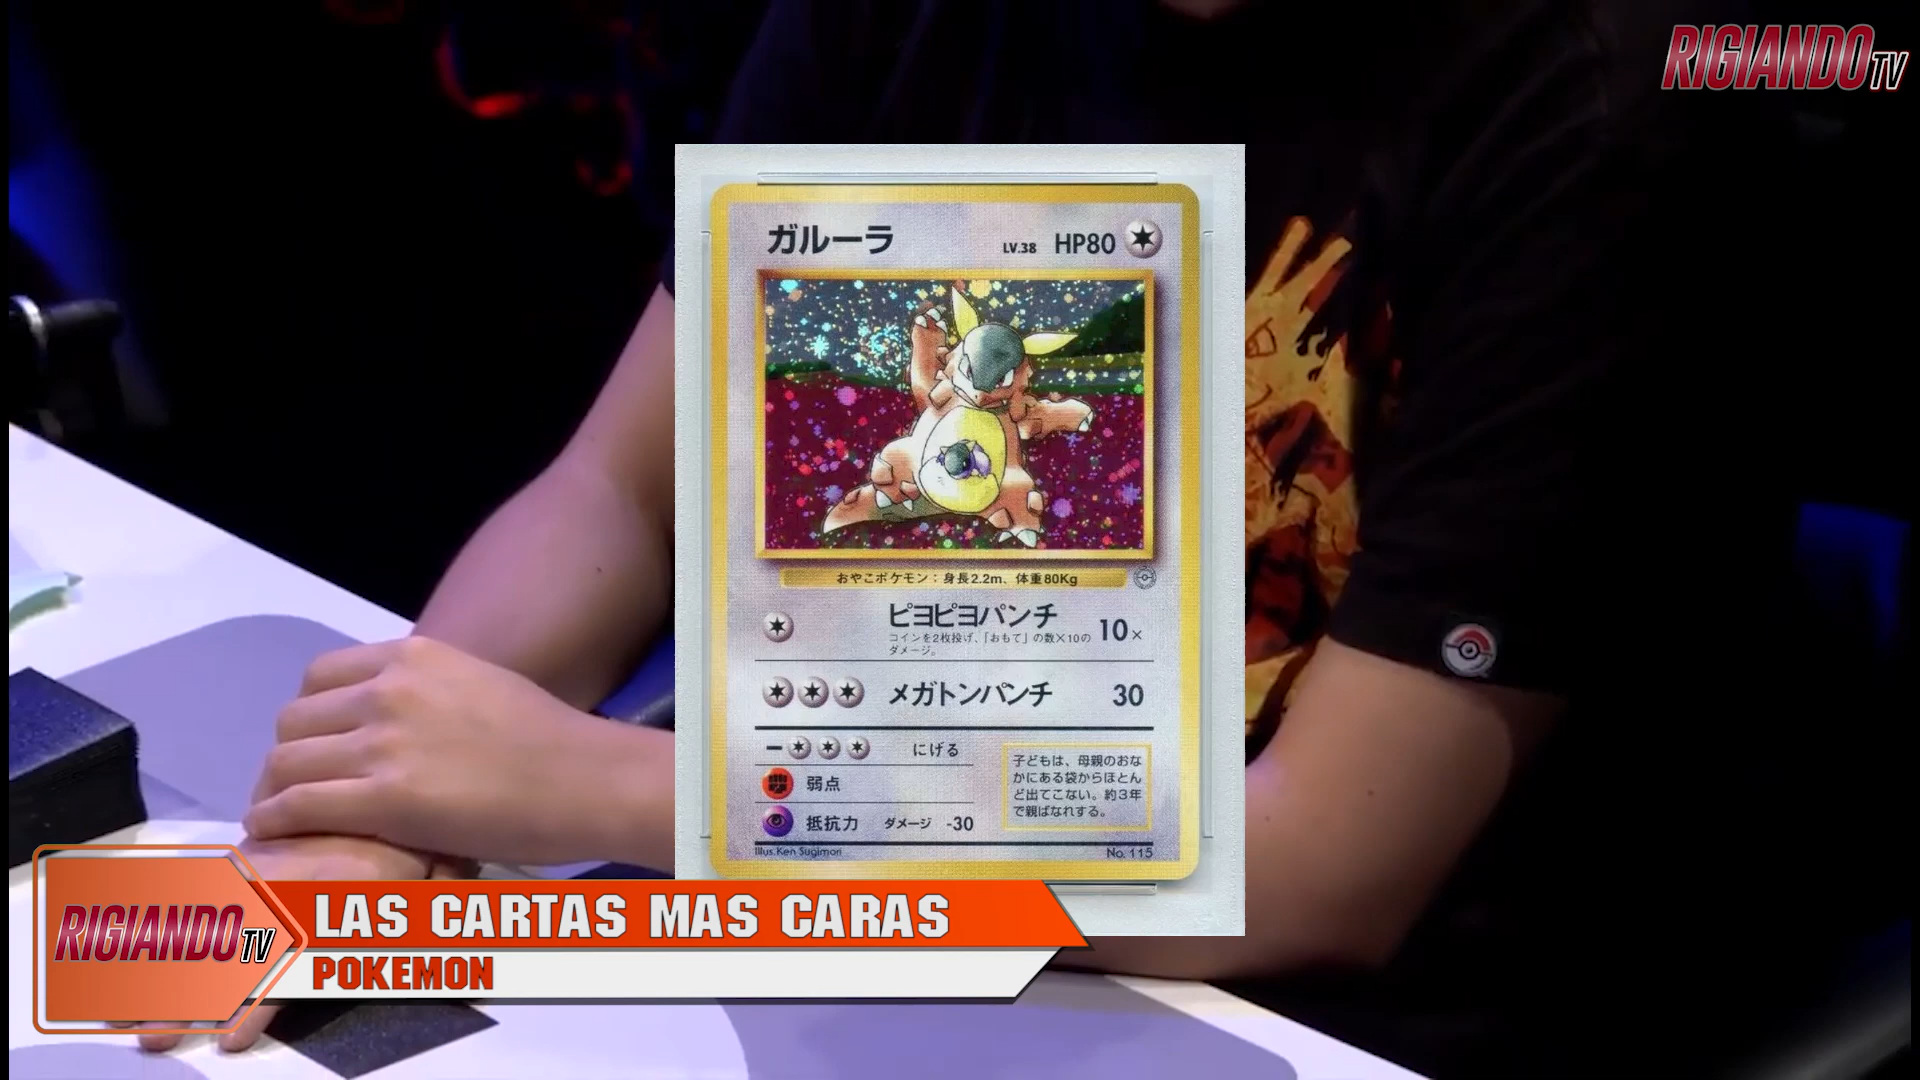 RIGIANDO TV
ガルーラ
LV.38 HP80
おやこポケモン：身長2.2m、体重80Kg
ピヨピヨパンチ 10×
コインを2枚投げ、「おもて」の数×10の
ダメージ。
メガトンパンチ 30
ー にげる
弱点
抵抗力 ダメージ -30
子どもは、母親のおな
かにある袋からほとん
ど出てこない。約3年
で親ばなれする。
Illus.Ken Sugimori No. 115
RIGIANDO TV
LAS CARTAS MAS CARAS
POKEMON